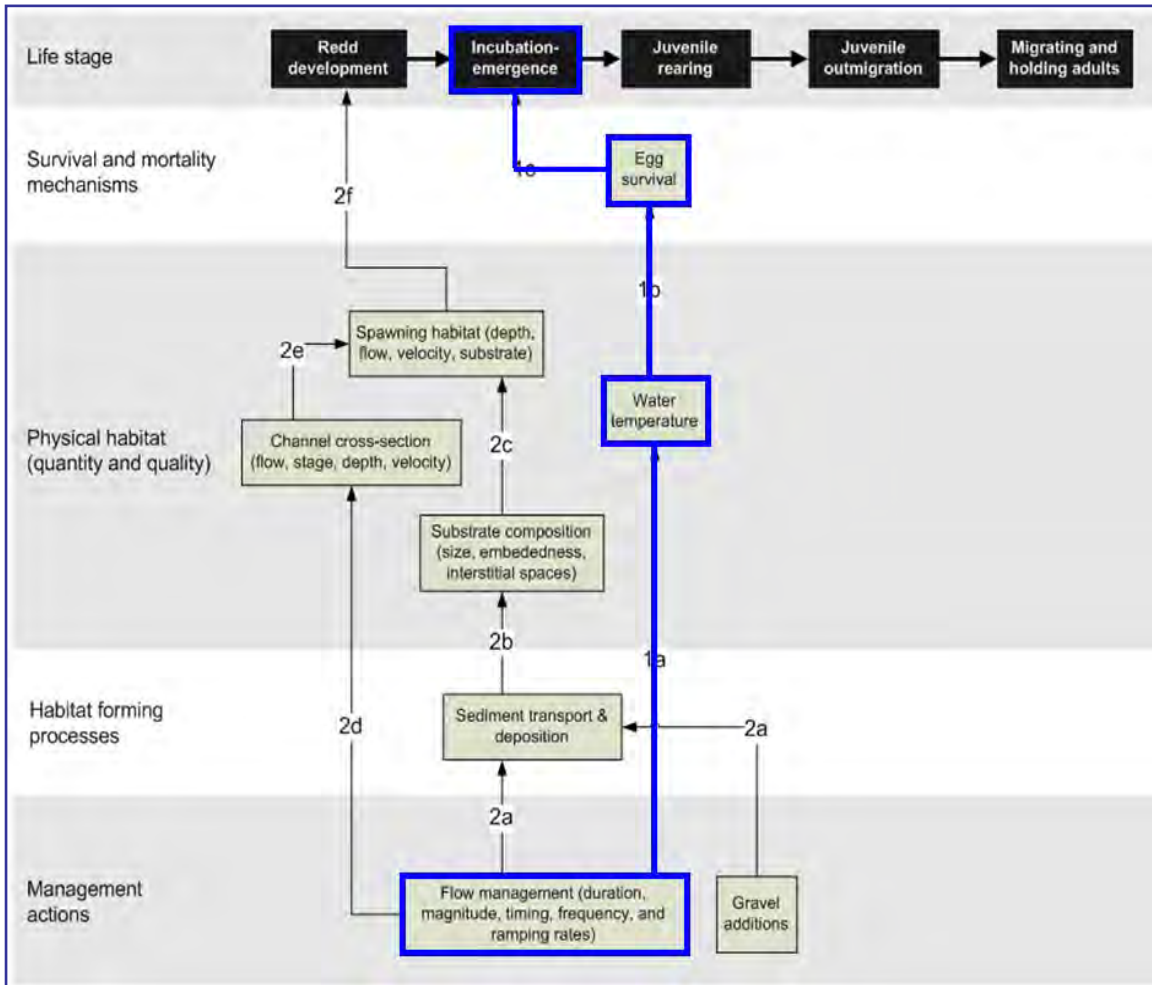 Life stage
Redd
development
Incubation-
emergence
Juvenile
rearing
Juvenile
outmigration
Migrating and
holding adults
Survival and mortality
mechanisms
Egg
survival
1c
2f
1b
Spawning habitat (depth,
flow, velocity, substrate)
2e
Water
temperature
Physical habitat
(quantity and quality)
Channel cross-section
(flow, stage, depth, velocity)
2c
Substrate composition
(size, embededness,
interstitial spaces)
2b
1a
Habitat forming
processes
Sediment transport &
deposition
2d
2a
2a
Management
actions
Flow management (duration,
magnitude, timing, frequency, and
ramping rates)
Gravel
additions